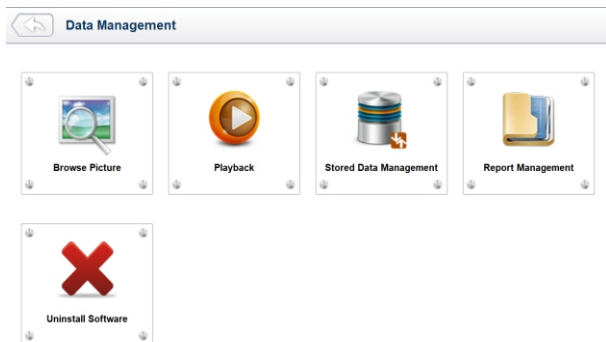 Data Management
Browse Picture
Playback
Stored Data Management
Report Management
Uninstall Software